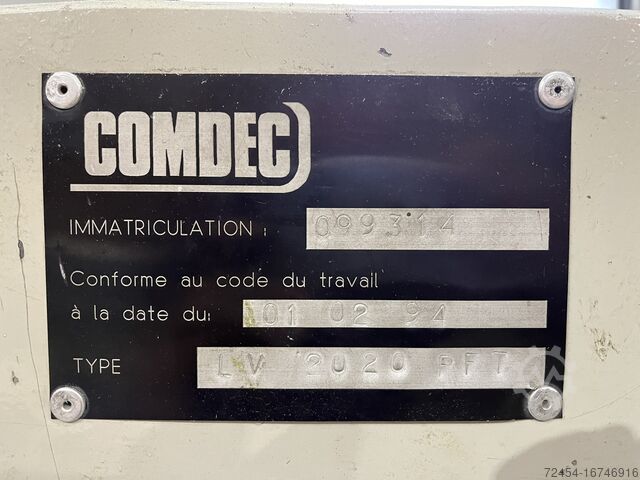 COMDEC
IMMATRICULATION : 099314
Conforme au code du travail
à la date du: 01 02 94
TYPE LV 2020 PFT
72454-16746916